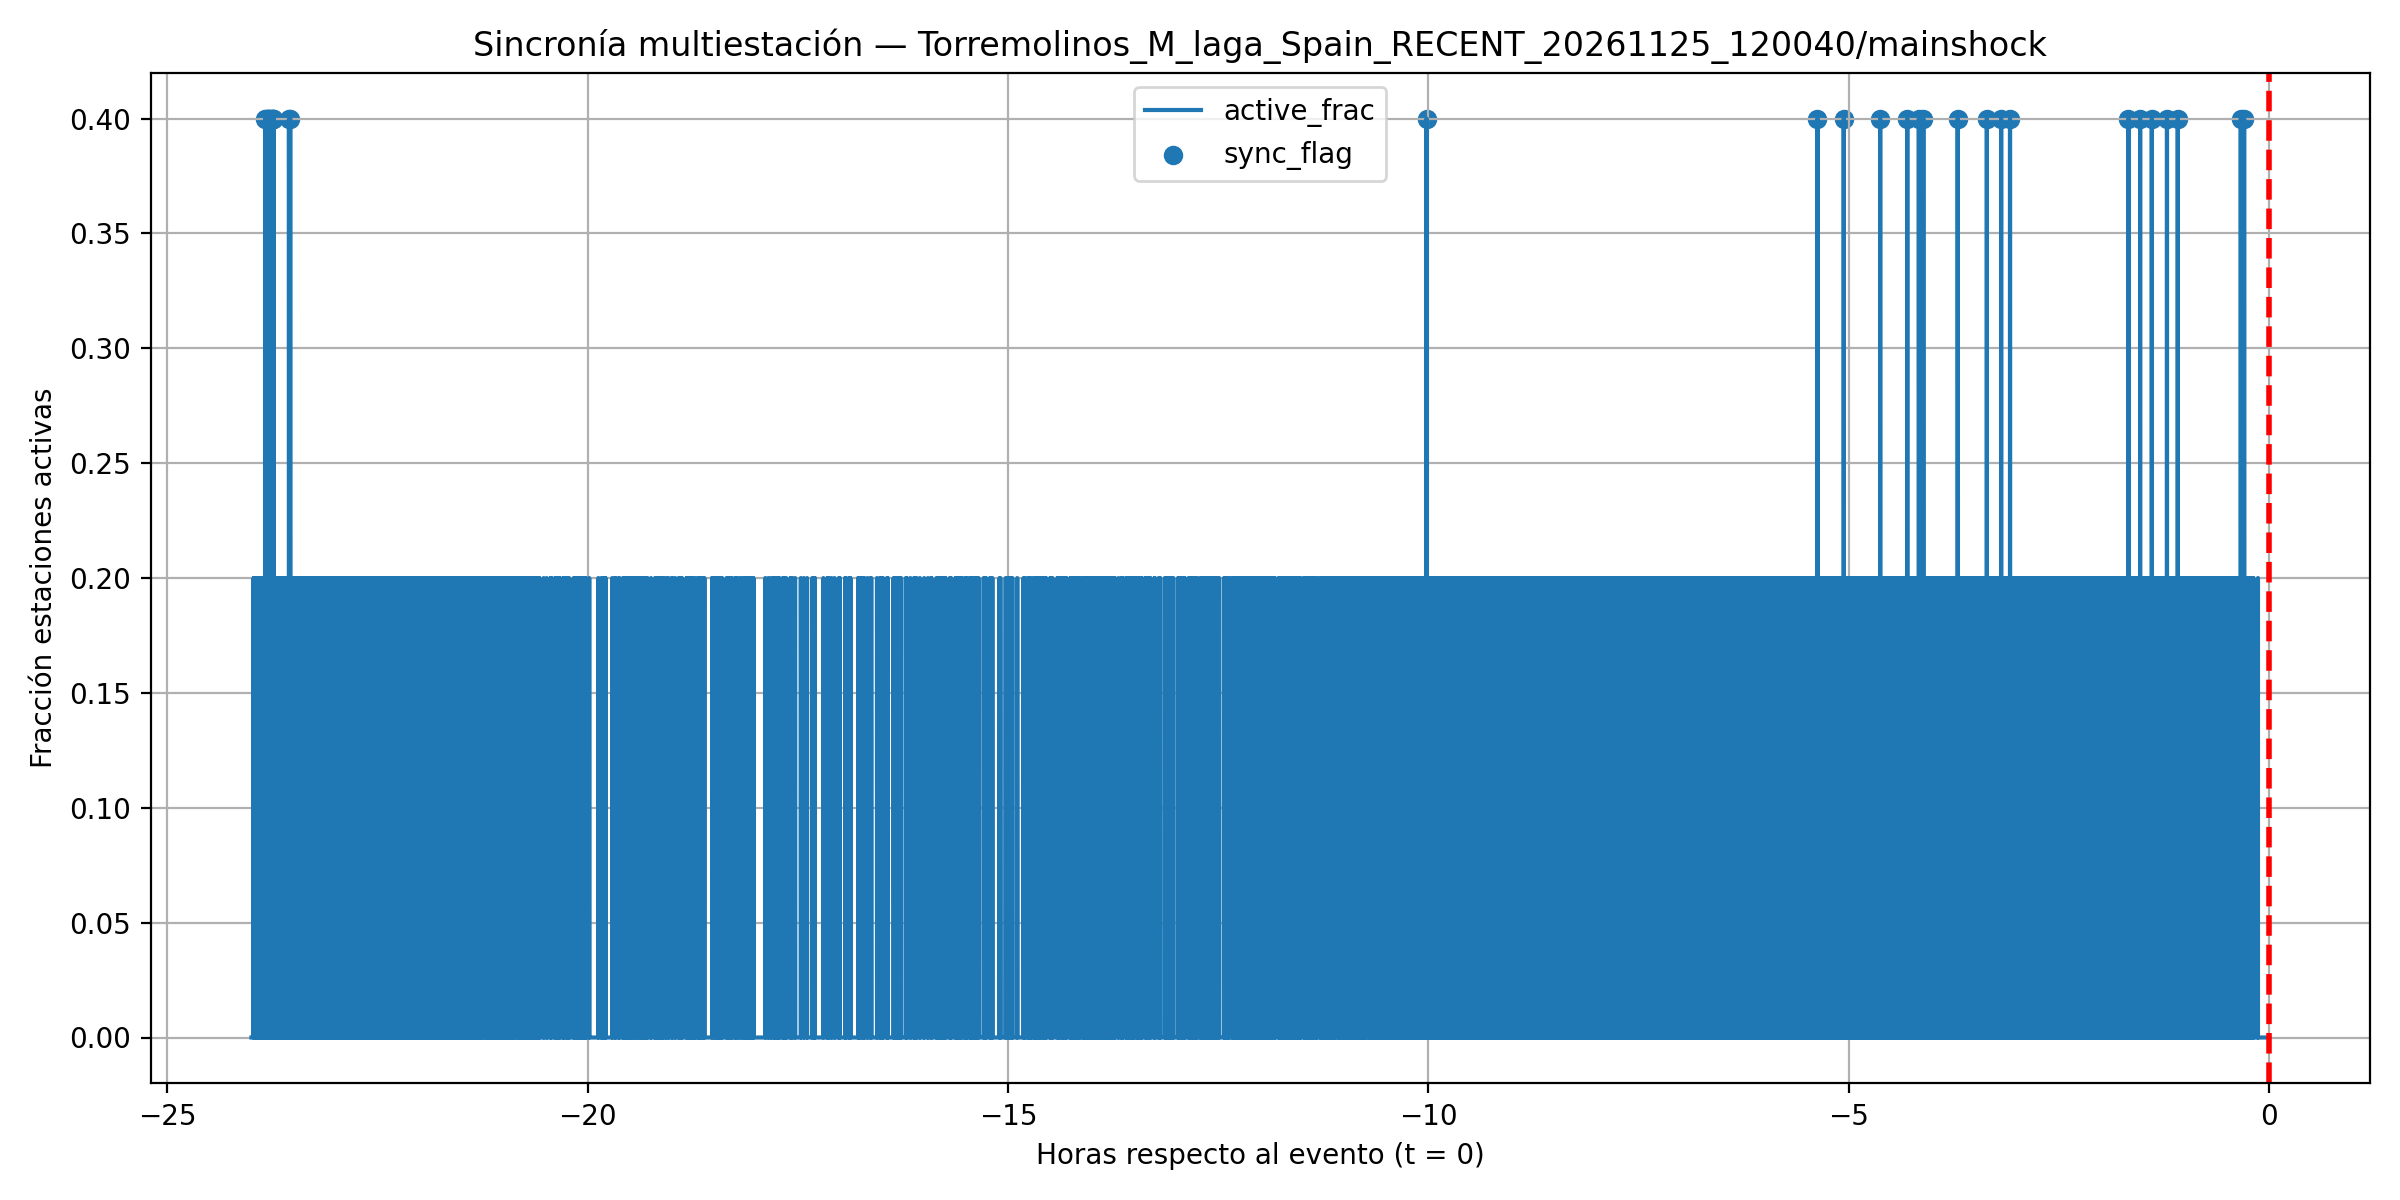 Sincronía multiestación — Torremolinos_M_laga_Spain_RECENT_20261125_120040/mainshock
active_frac
sync_flag
Fracción estaciones activas
0.40
0.35
0.30
0.25
0.20
0.15
0.10
0.05
0.00
−25 −20 −15 −10 −5 0
Horas respecto al evento (t = 0)